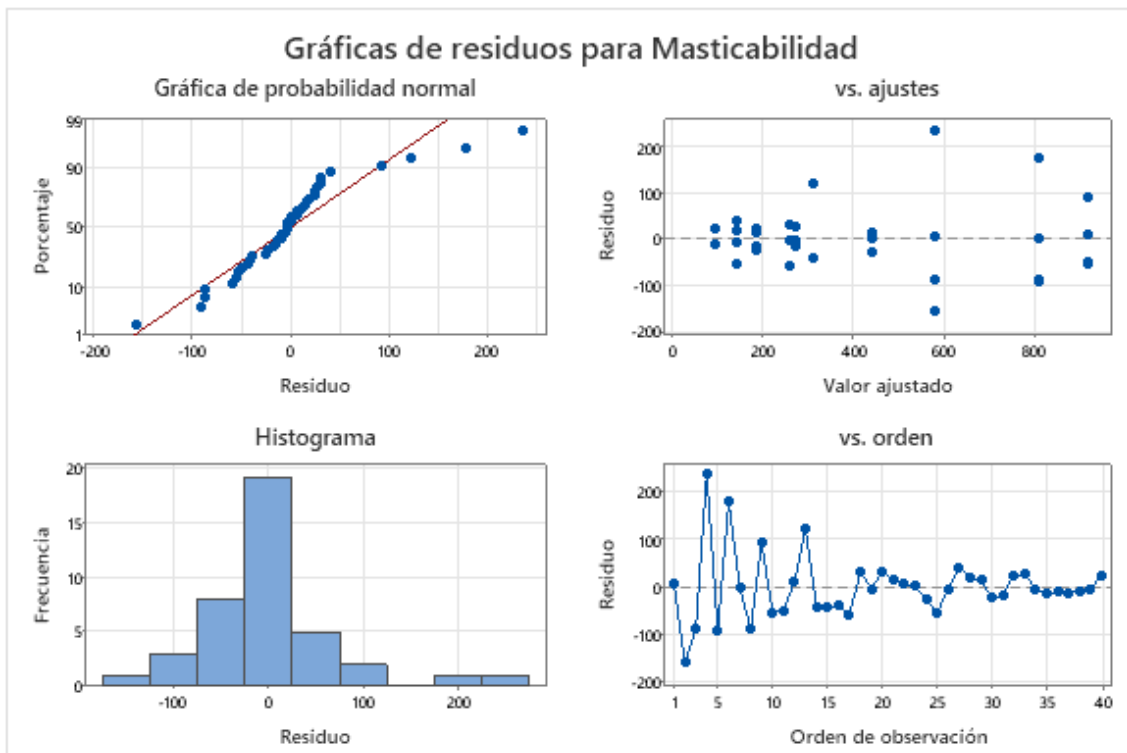 Gráficas de residuos para Masticabilidad
Gráfica de probabilidad normal
99
90
50
10
1
Porcentaje
-200 -100 0 100 200
Residuo
vs. ajustes
200
100
0
-100
-200
Residuo
0 200 400 600 800
Valor ajustado
Histograma
20
15
10
5
0
Frecuencia
-100 0 100 200
Residuo
vs. orden
200
100
0
-100
-200
Residuo
1 5 10 15 20 25 30 35 40
Orden de observación